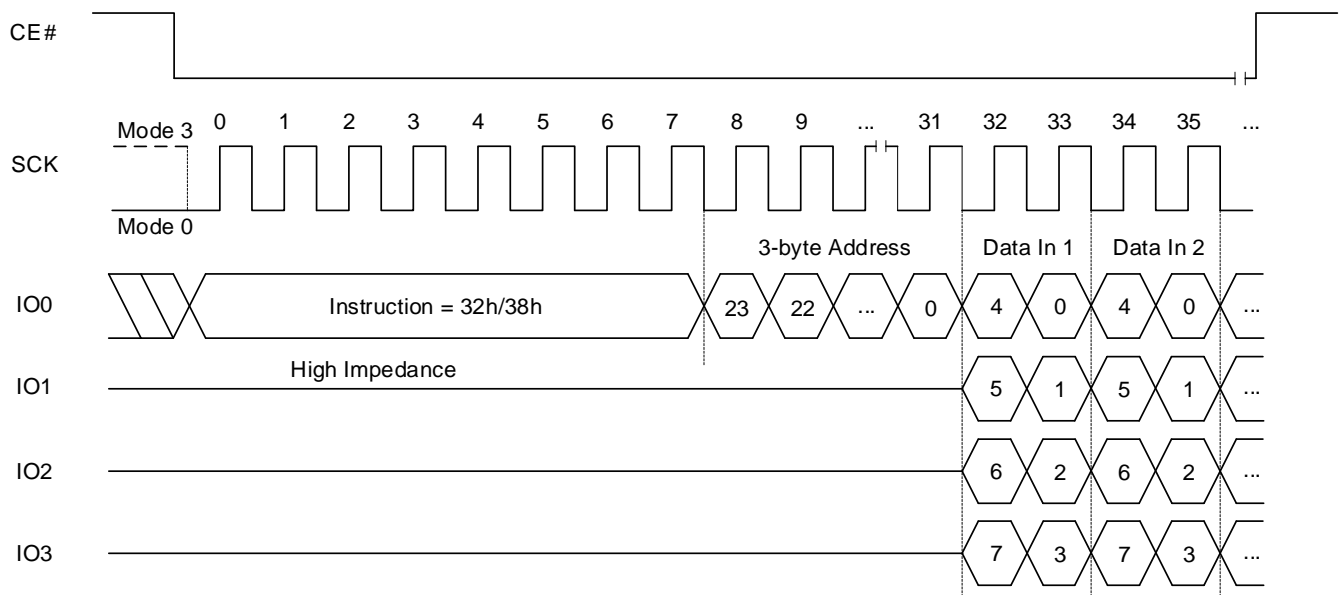 CE#
0 1 2 3 4 5 6 7 8 9 ... 31 32 33 34 35 ...
Mode 3
SCK
Mode 0
3-byte Address Data In 1 Data In 2
IO0 Instruction = 32h/38h 23 22 ... 0 4 0 4 0 ...
High Impedance
IO1 5 1 5 1 ...
IO2 6 2 6 2 ...
IO3 7 3 7 3 ...